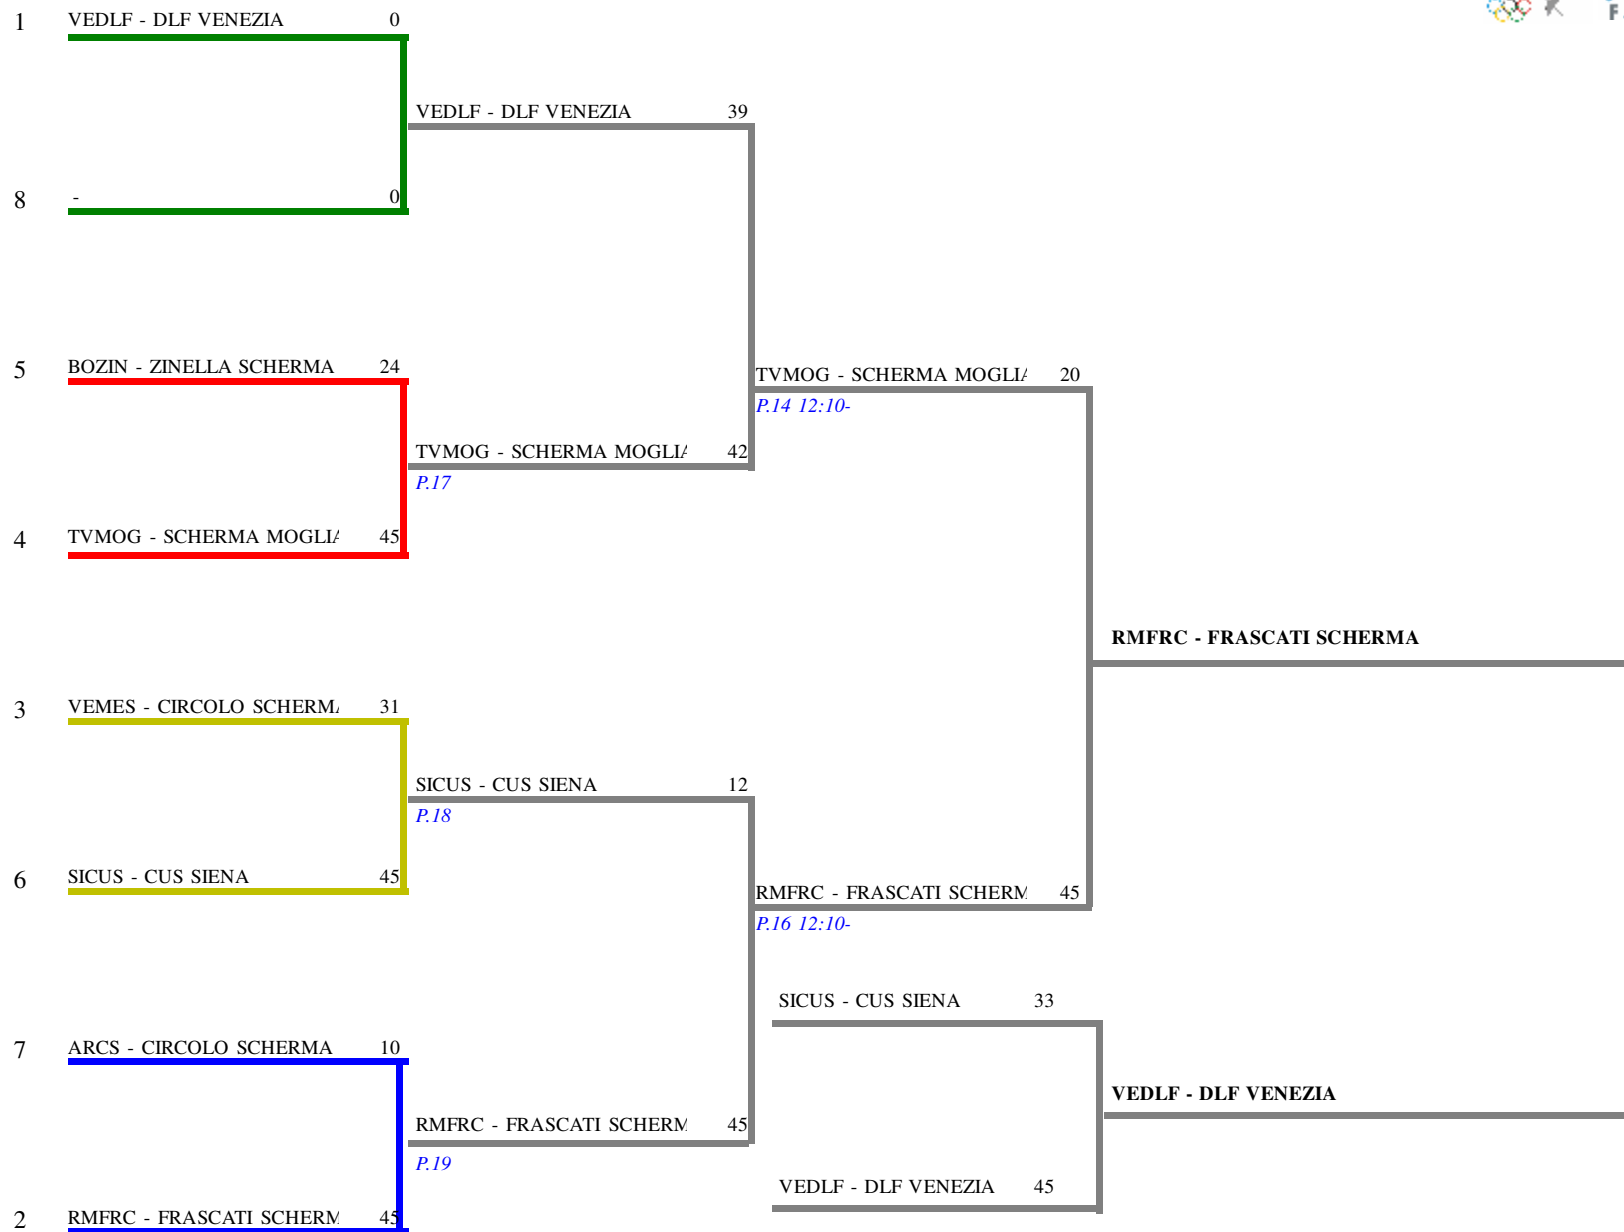 1 VEDLF - DLF VENEZIA 0
VEDLF - DLF VENEZIA 39
8 - 0
5 BOZIN - ZINELLA SCHERMA 24
TVMOG - SCHERMA MOGLIA 20
P.14 12:10-
TVMOG - SCHERMA MOGLIA 42
P.17
4 TVMOG - SCHERMA MOGLIA 45
RMFRC - FRASCATI SCHERMA
3 VEMES - CIRCOLO SCHERMA 31
SICUS - CUS SIENA 12
P.18
6 SICUS - CUS SIENA 45
RMFRC - FRASCATI SCHERM 45
P.16 12:10-
SICUS - CUS SIENA 33
7 ARCS - CIRCOLO SCHERMA 10
VEDLF - DLF VENEZIA
RMFRC - FRASCATI SCHERM 45
P.19
VEDLF - DLF VENEZIA 45
2 RMFRC - FRASCATI SCHERM 45